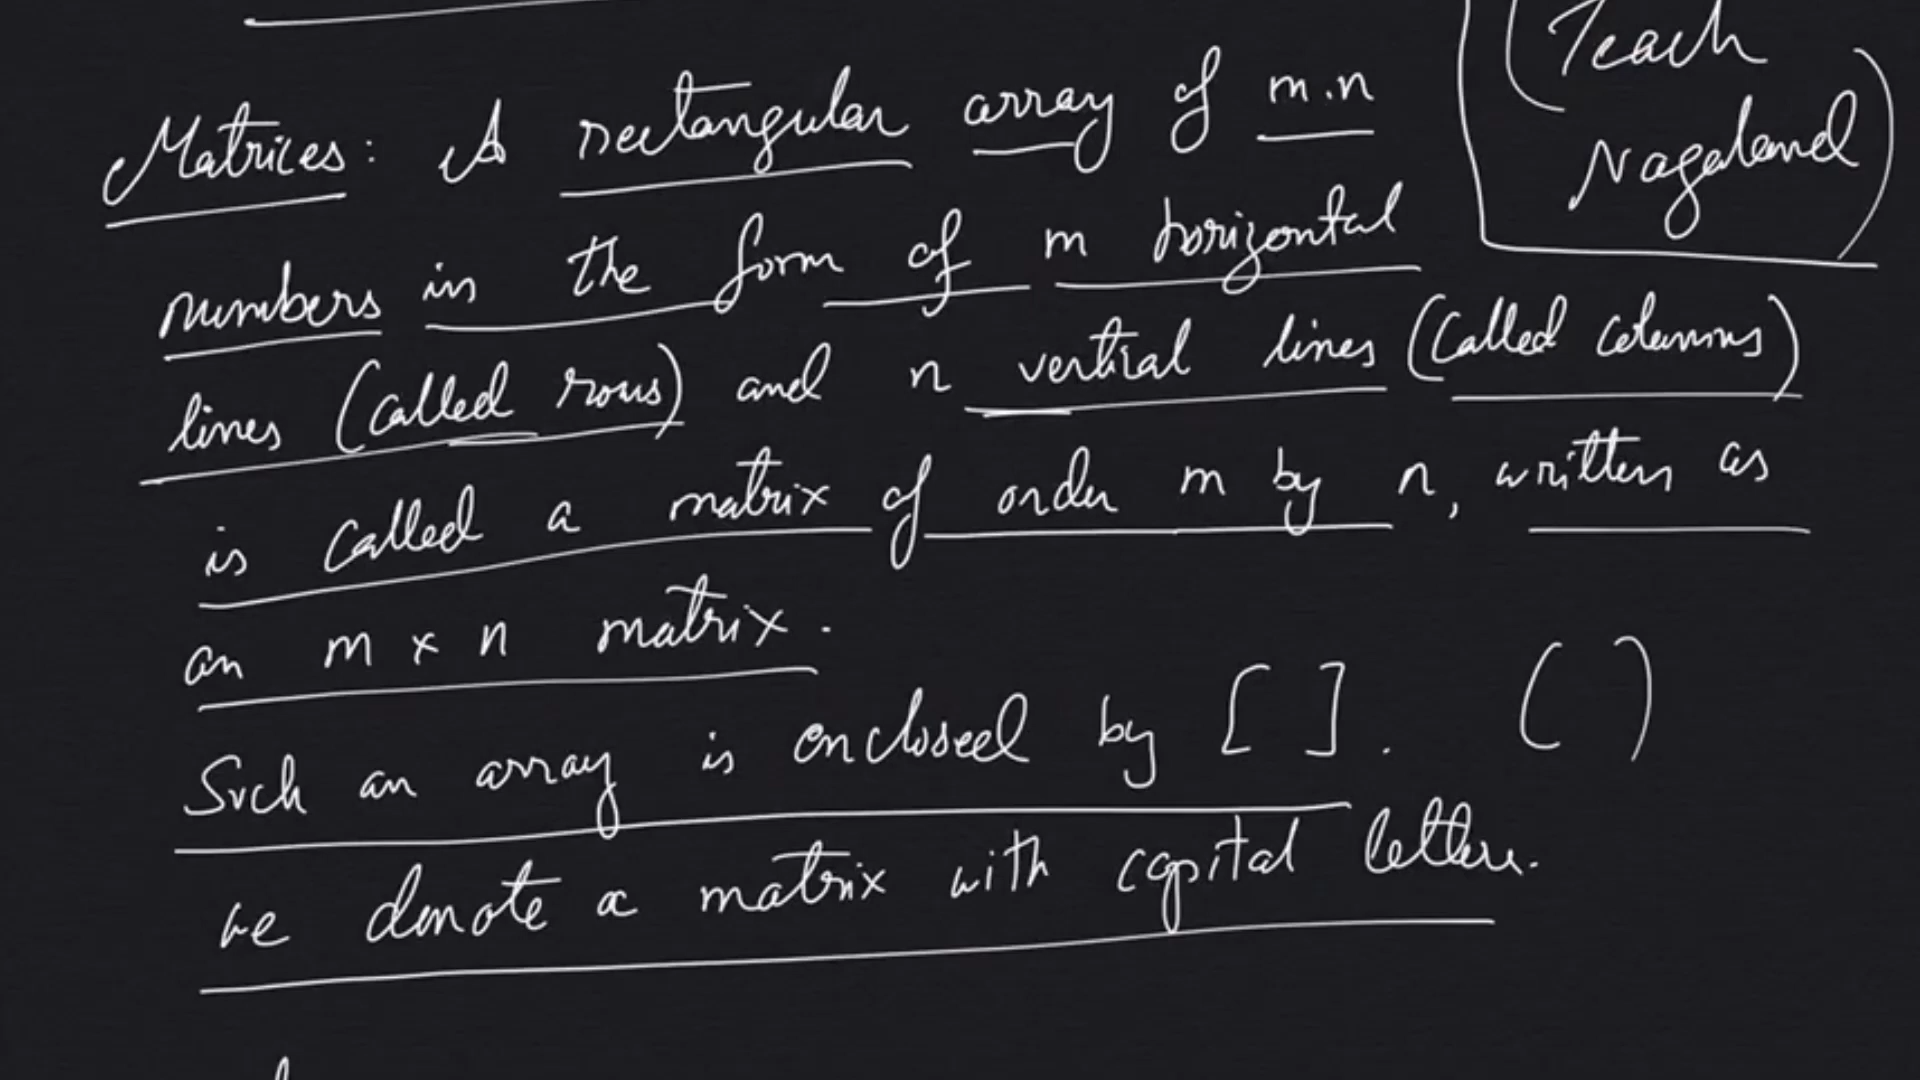 (Teach
Nagaland)
Matrices: A rectangular array of m.n
numbers in the form of m horizontal
lines (called rows) and n vertical lines (called columns)
is called a matrix of order m by n, written as
an m x n matrix.
Such an array is enclosed by [ ]. ( )
we denote a matrix with capital letters.